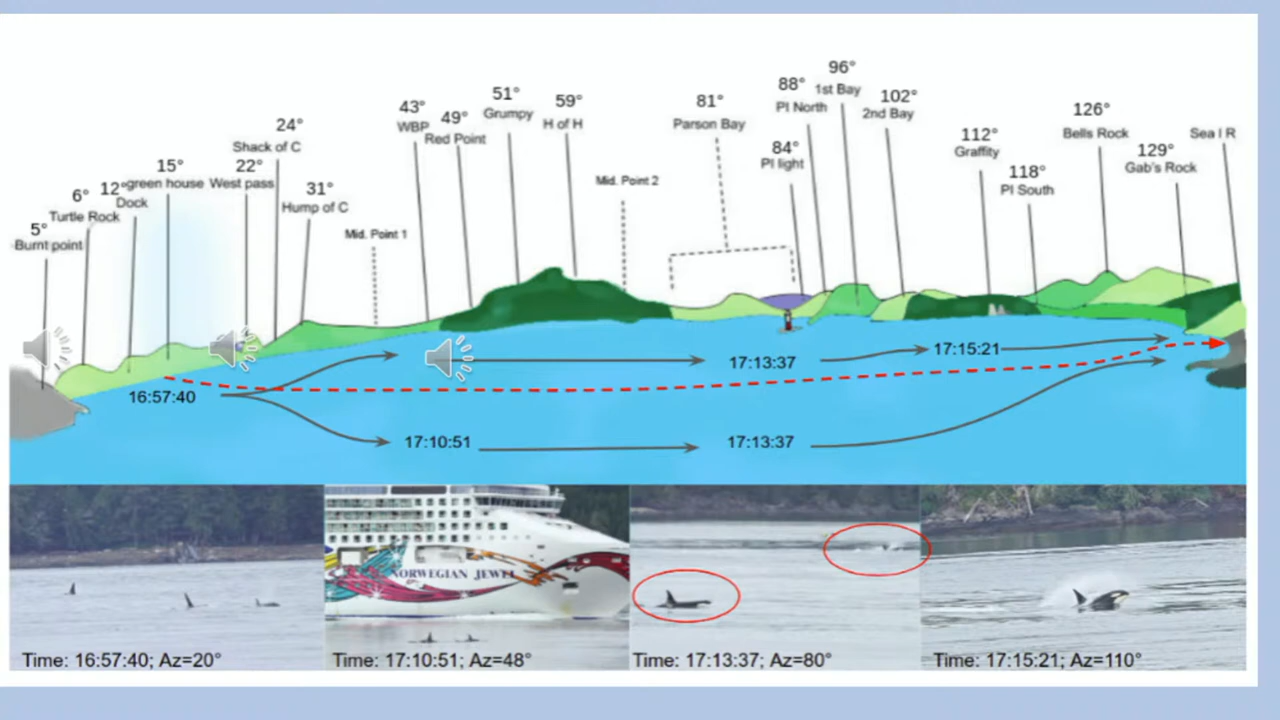 5°
Burnt point
6°
Turtle Rock
12°
Dock
15°
green house
22°
West pass
24°
Shack of C
31°
Hump of C
Mid. Point 1
43°
WBP
49°
Red Point
51°
Grumpy
59°
H of H
Mid. Point 2
81°
Parson Bay
84°
PI light
88°
PI North
96°
1st Bay
102°
2nd Bay
112°
Graffity
118°
PI South
126°
Bells Rock
129°
Gab's Rock
Sea l R
16:57:40
17:13:37
17:15:21
17:10:51
17:13:37
NORWEGIAN JEWEL
Time: 16:57:40; Az=20°
Time: 17:10:51; Az=48°
Time: 17:13:37; Az=80°
Time: 17:15:21; Az=110°